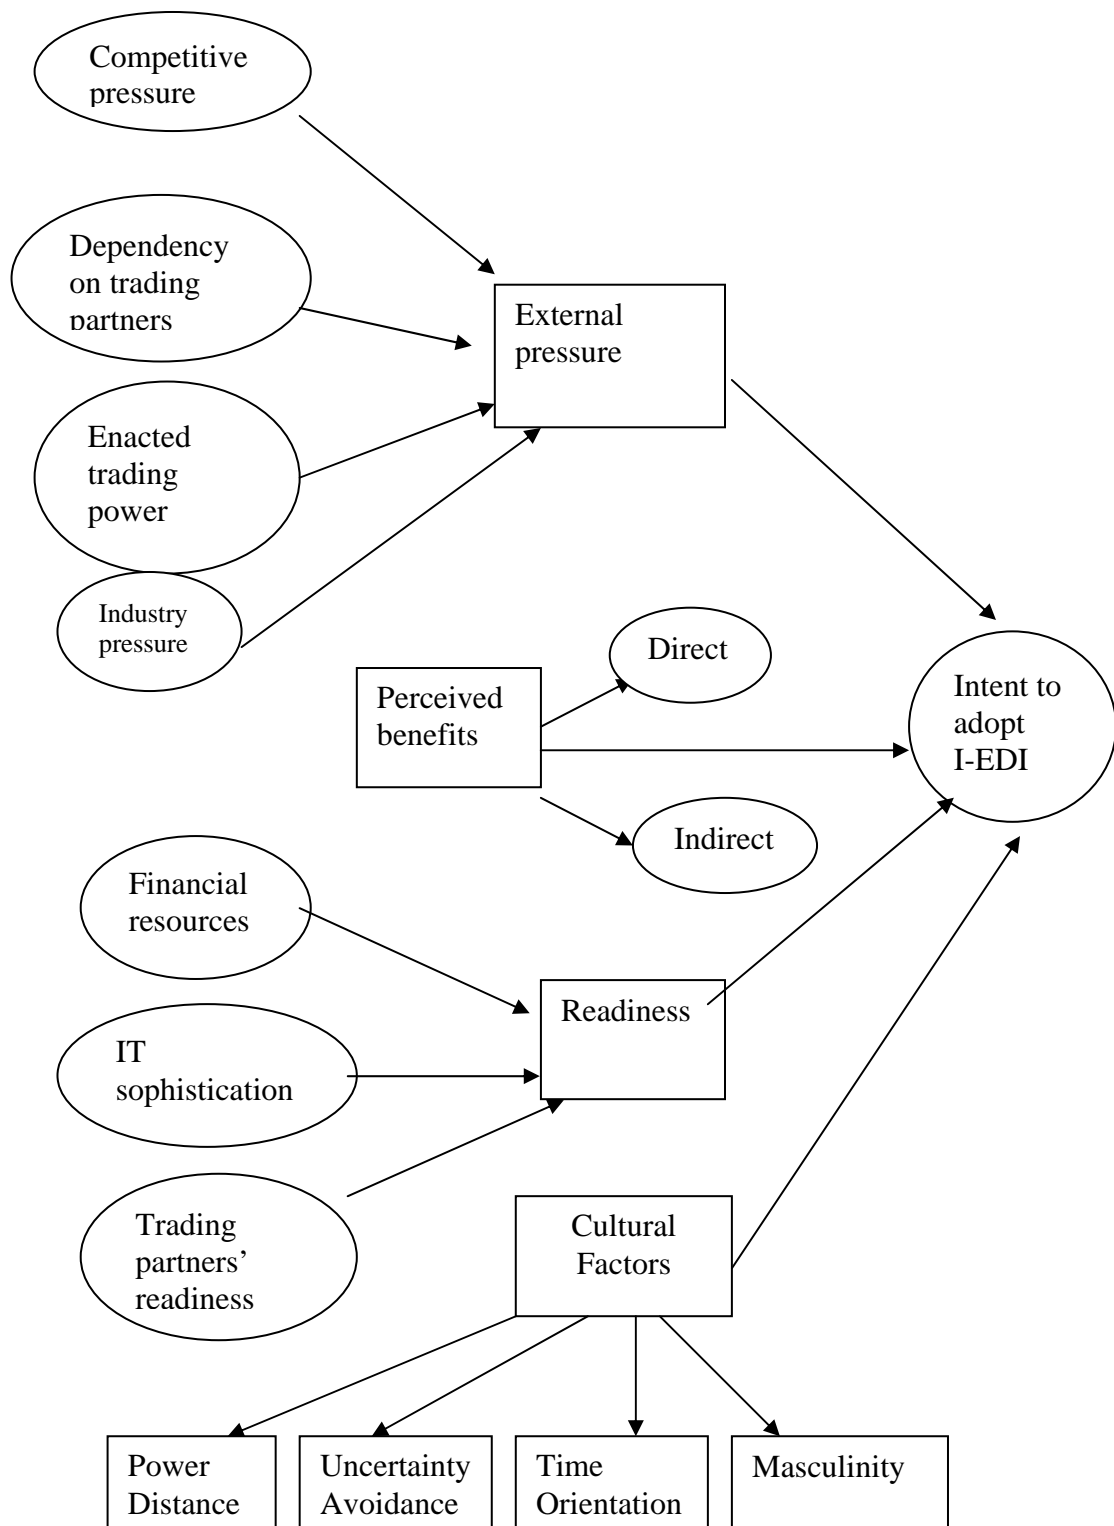 Competitive
pressure
Dependency
on trading
partners
External
pressure
Enacted
trading
power
Industry
pressure
Direct
Perceived
benefits
Intent to
adopt
I-EDI
Indirect
Financial
resources
Readiness
IT
sophistication
Trading
partners’
readiness
Cultural
Factors
Power
Distance
Uncertainty
Avoidance
Time
Orientation
Masculinity